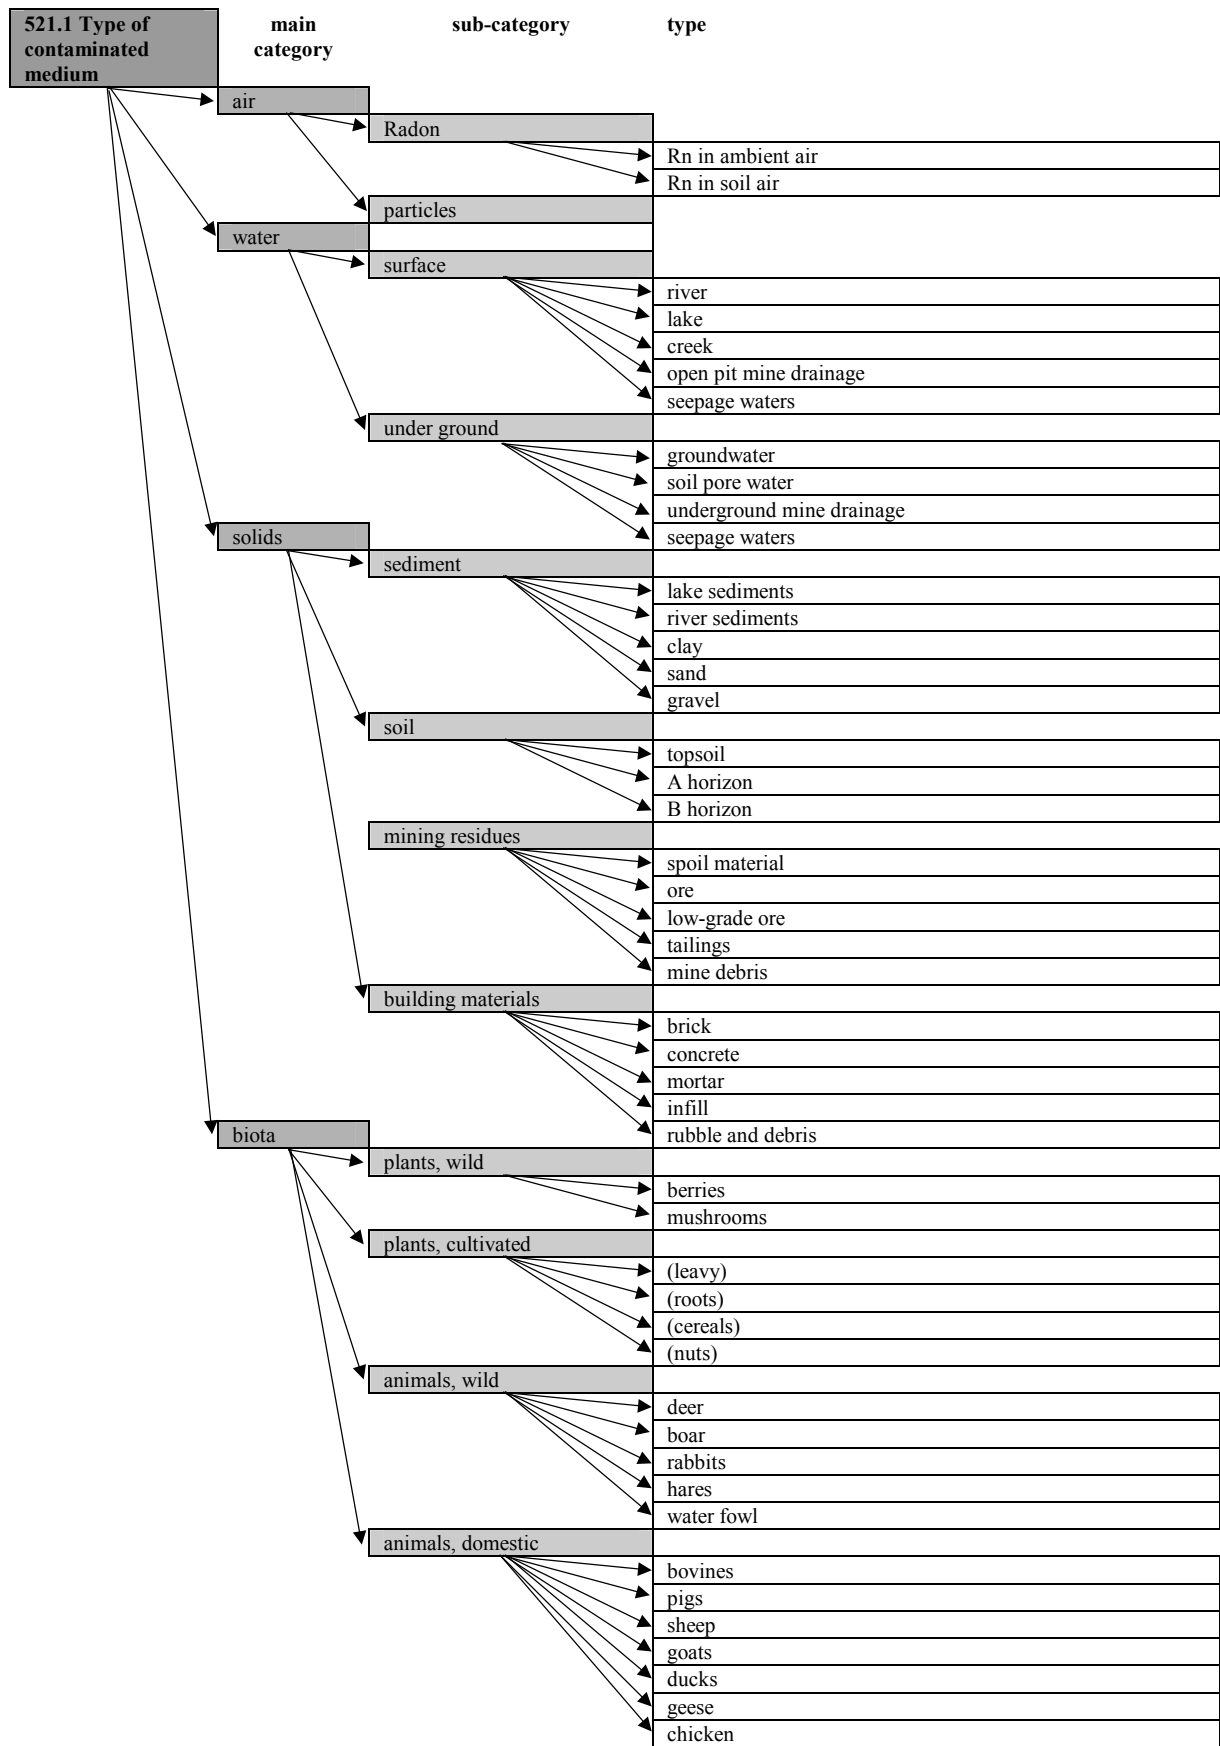 521.1 Type of contaminated medium
main category
sub-category
type
air
Radon
Rn in ambient air
Rn in soil air
particles
water
surface
river
lake
creek
open pit mine drainage
seepage waters
under ground
groundwater
soil pore water
underground mine drainage
seepage waters
solids
sediment
lake sediments
river sediments
clay
sand
gravel
soil
topsoil
A horizon
B horizon
mining residues
spoil material
ore
low-grade ore
tailings
mine debris
building materials
brick
concrete
mortar
infill
rubble and debris
biota
plants, wild
berries
mushrooms
plants, cultivated
(leavy)
(roots)
(cereals)
(nuts)
animals, wild
deer
boar
rabbits
hares
water fowl
animals, domestic
bovines
pigs
sheep
goats
ducks
geese
chicken